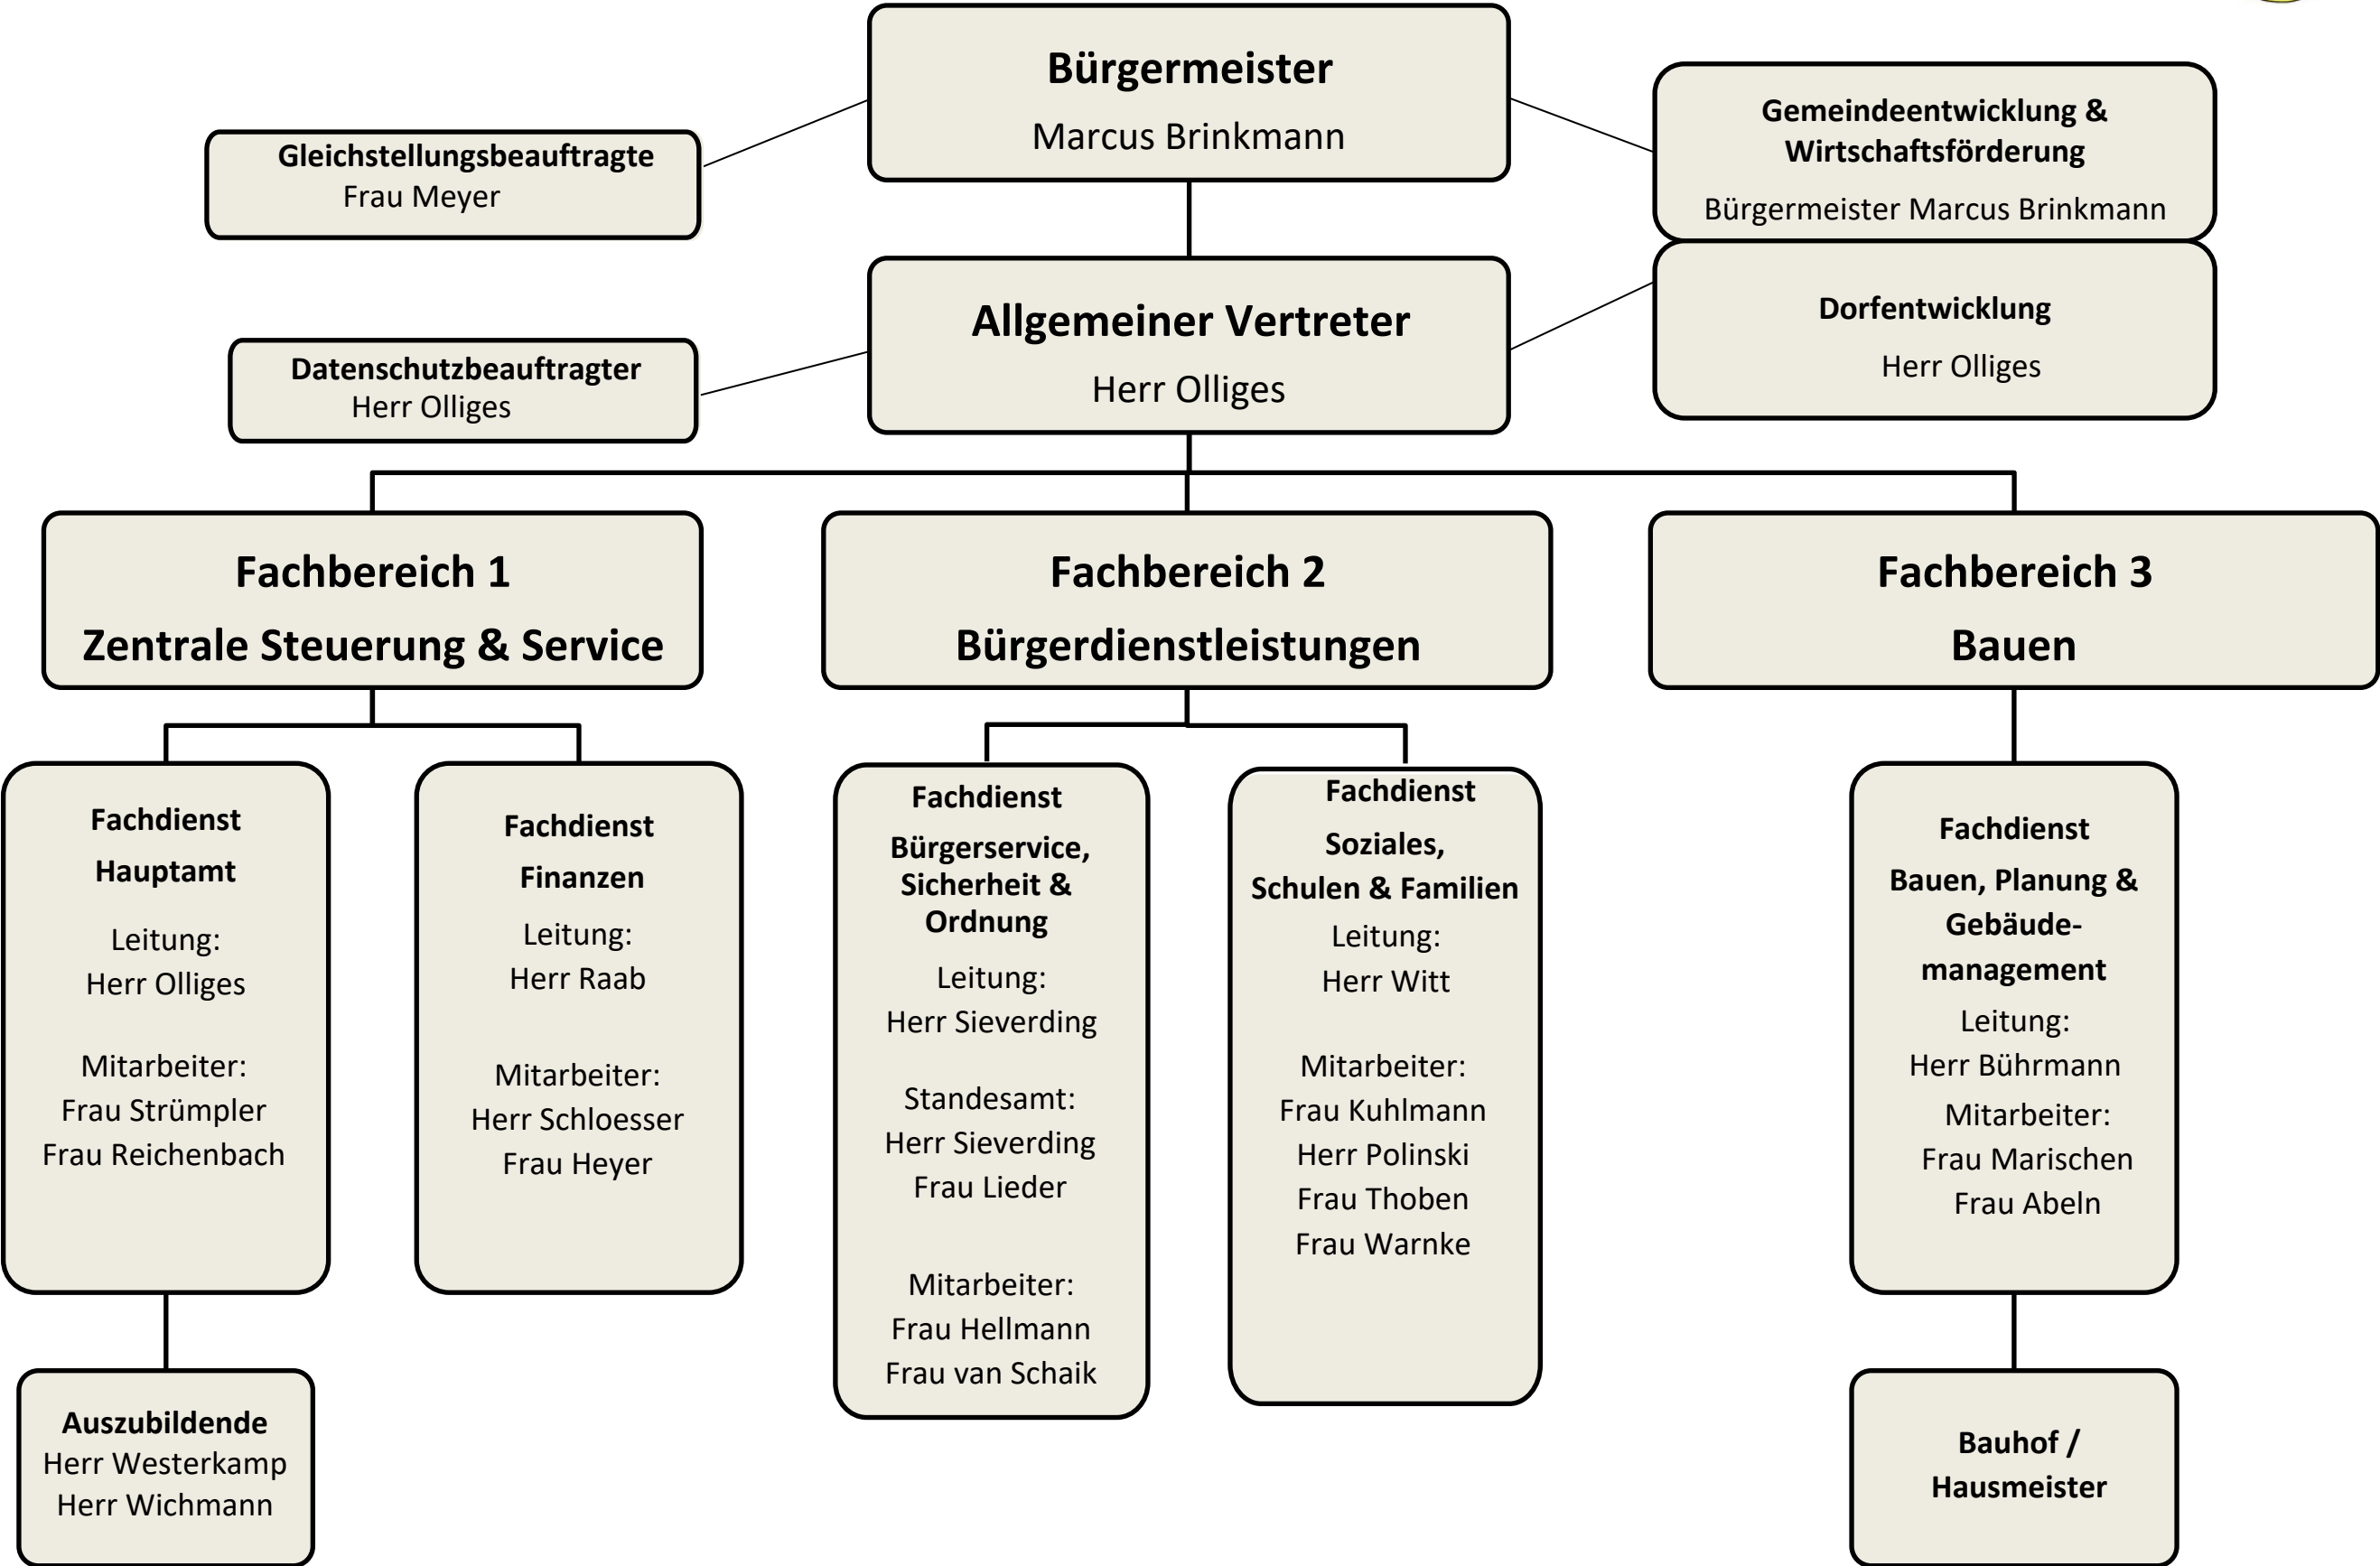 Bürgermeister
Marcus Brinkmann
Gleichstellungsbeauftragte
Frau Meyer
Gemeindeentwicklung &
Wirtschaftsförderung
Bürgermeister Marcus Brinkmann
Allgemeiner Vertreter
Herr Olliges
Datenschutzbeauftragter
Herr Olliges
Dorfentwicklung
Herr Olliges
Fachbereich 1
Zentrale Steuerung & Service
Fachbereich 2
Bürgerdienstleistungen
Fachbereich 3
Bauen
Fachdienst
Hauptamt
Leitung:
Herr Olliges
Mitarbeiter:
Frau Strümpler
Frau Reichenbach
Fachdienst
Finanzen
Leitung:
Herr Raab
Mitarbeiter:
Herr Schloesser
Frau Heyer
Fachdienst
Bürgerservice,
Sicherheit &
Ordnung
Leitung:
Herr Sieverding
Standesamt:
Herr Sieverding
Frau Lieder
Mitarbeiter:
Frau Hellmann
Frau van Schaik
Fachdienst
Soziales,
Schulen & Familien
Leitung:
Herr Witt
Mitarbeiter:
Frau Kuhlmann
Herr Polinski
Frau Thoben
Frau Warnke
Fachdienst
Bauen, Planung &
Gebäude-
management
Leitung:
Herr Bührmann
Mitarbeiter:
Frau Marischen
Frau Abeln
Auszubildende
Herr Westerkamp
Herr Wichmann
Bauhof /
Hausmeister